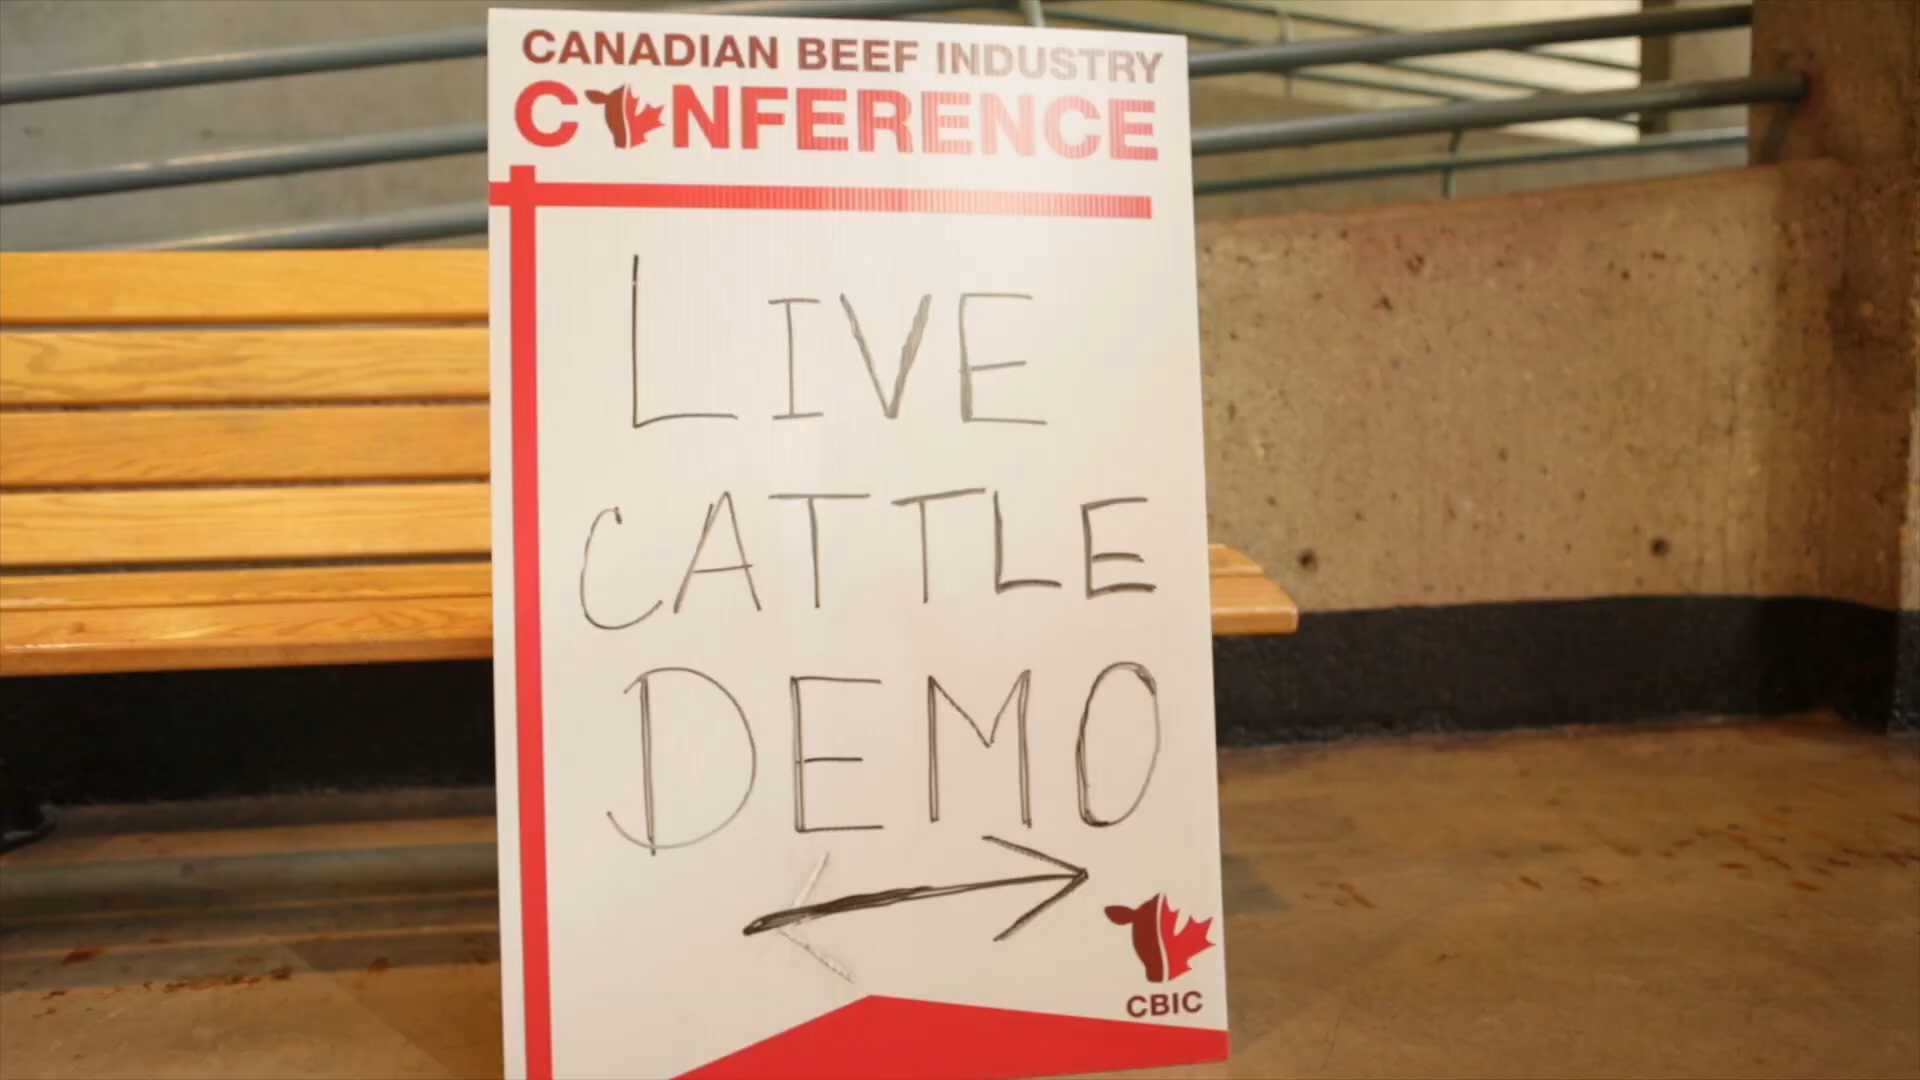 CANADIAN BEEF INDUSTRY
CONFERENCE
LIVE
CATTLE
DEMO
CBIC